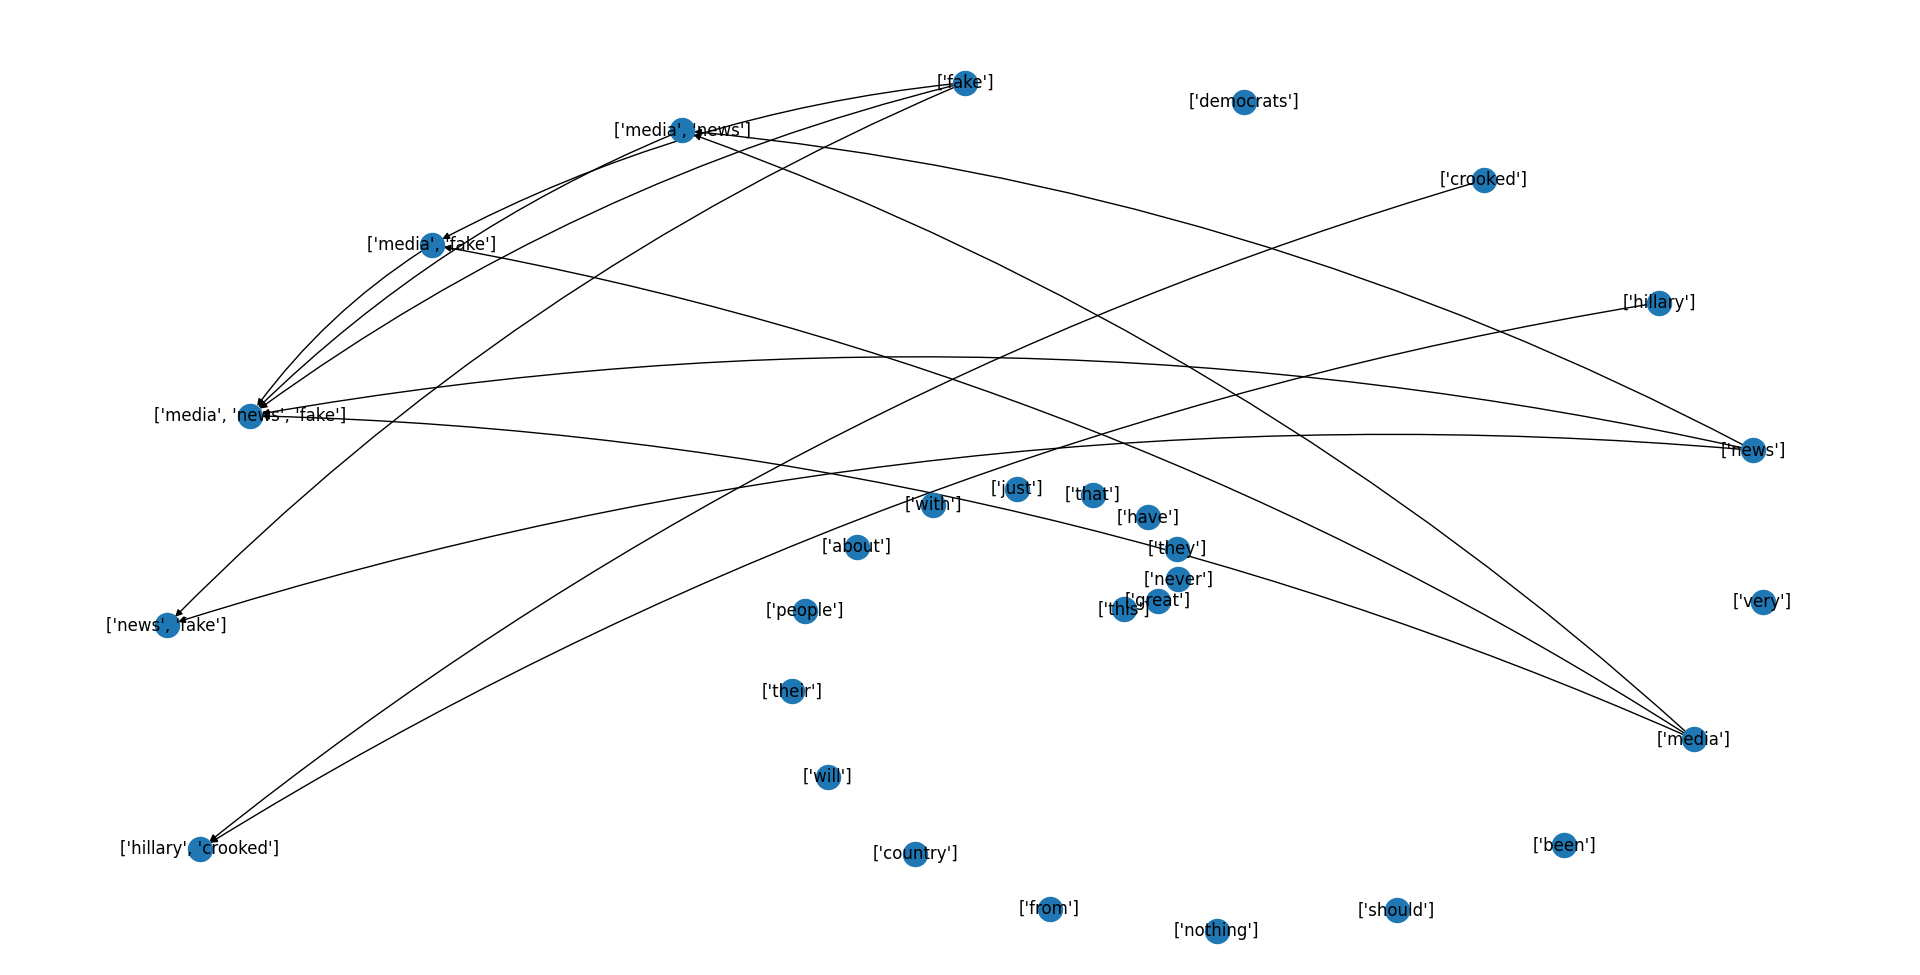 ['fake']
['democrats']
['media', 'news']
['crooked']
['media', 'fake']
['hillary']
['media', 'news', 'fake']
['news']
['just']
['that']
['with']
['have']
['about']
['they']
['never']
['great']
['very']
['people']
['this']
['news', 'fake']
['their']
['media']
['will']
['been']
['hillary', 'crooked']
['country']
['from']
['should']
['nothing']